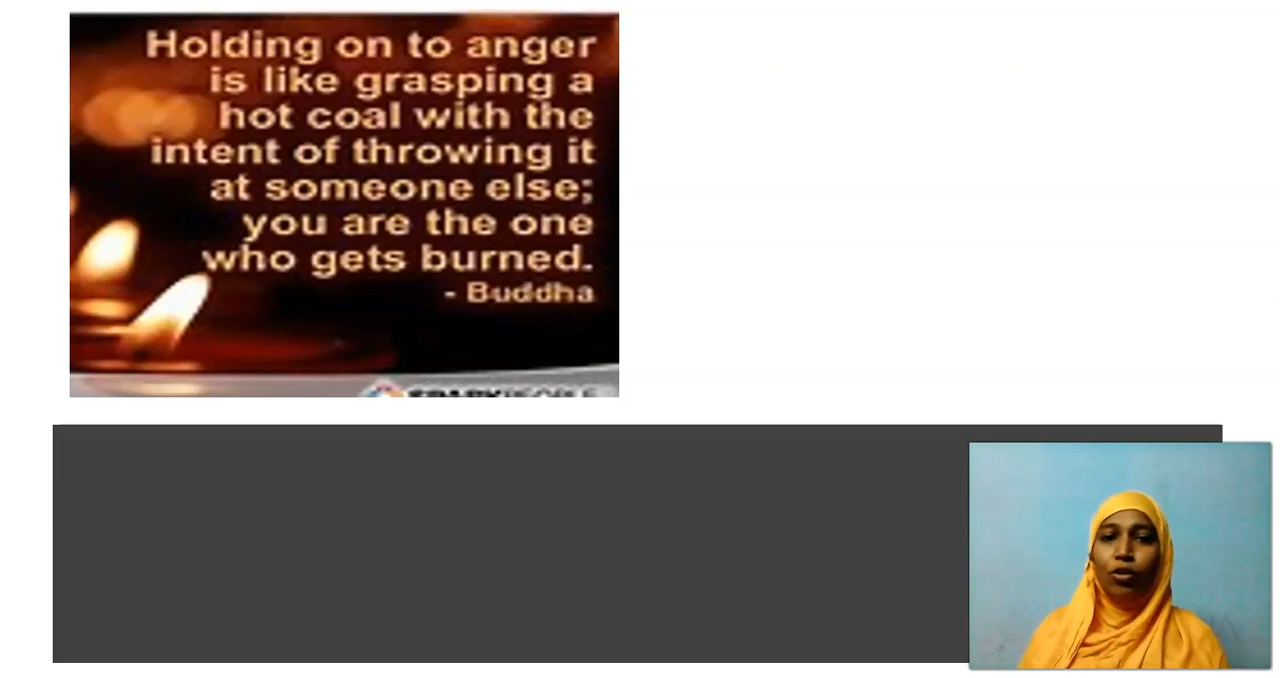 Holding on to anger
is like grasping a
hot coal with the
intent of throwing it
at someone else;
you are the one
who gets burned.
- Buddha